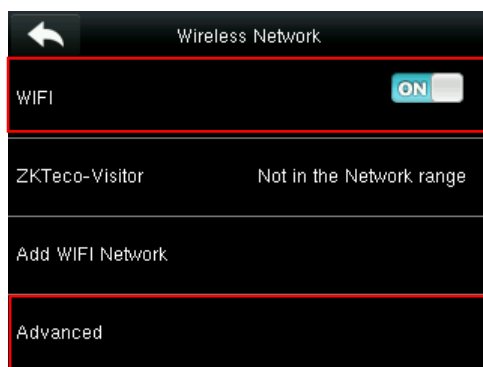 Wireless Network
WIFI ON
ZKTeco-Visitor Not in the Network range
Add WIFI Network
Advanced